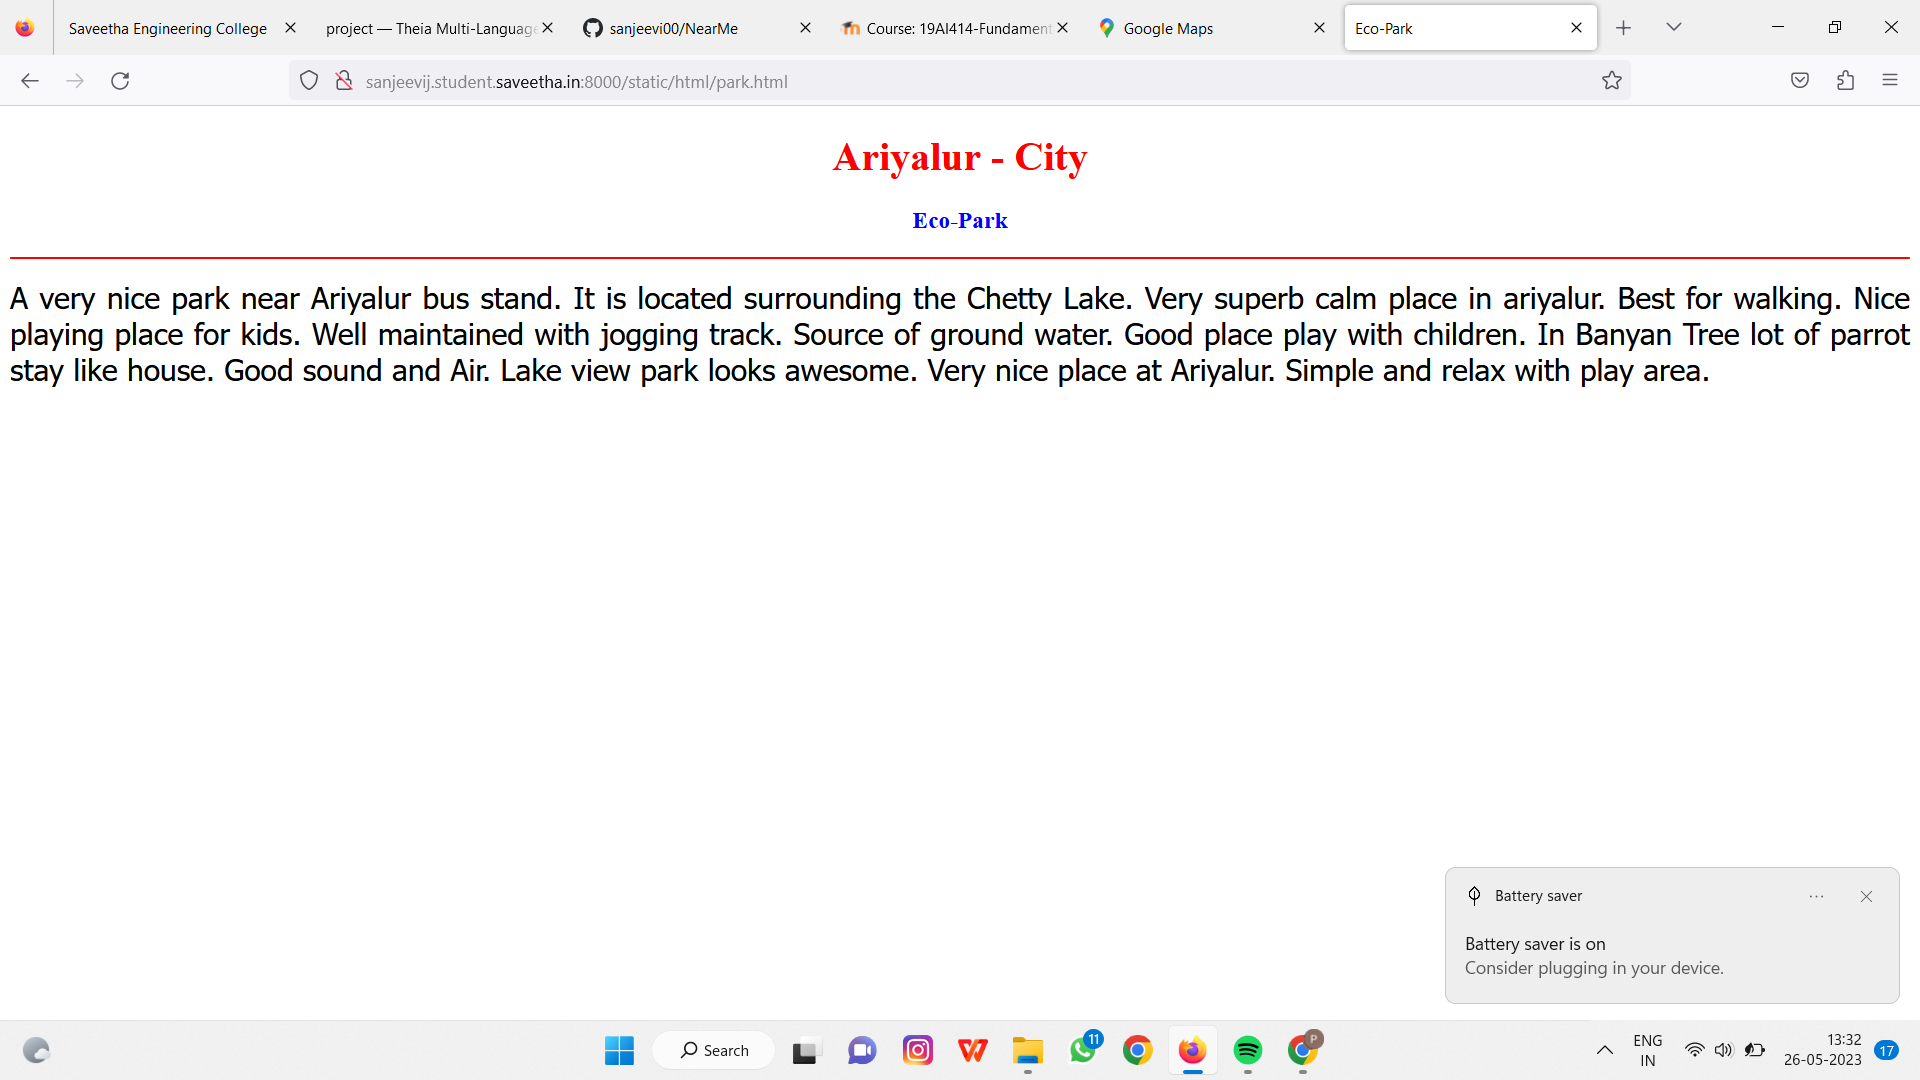 Saveetha Engineering College
project — Theia Multi-Language
sanjeevi00/NearMe
Course: 19AI414-Fundament
Google Maps
Eco-Park
sanjeevij.student.saveetha.in:8000/static/html/park.html
Ariyalur - City
Eco-Park
A very nice park near Ariyalur bus stand. It is located surrounding the Chetty Lake. Very superb calm place in ariyalur. Best for walking. Nice
playing place for kids. Well maintained with jogging track. Source of ground water. Good place play with children. In Banyan Tree lot of parrot
stay like house. Good sound and Air. Lake view park looks awesome. Very nice place at Ariyalur. Simple and relax with play area.
Battery saver
Battery saver is on
Consider plugging in your device.
Search
11
P
ENG
IN
13:32
26-05-2023
17